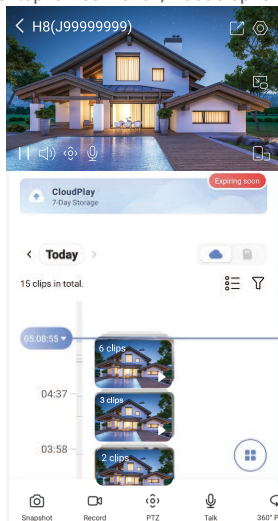 H8(J99999999)
Expiring soon
CloudPlay
7-Day Storage
Today
15 clips in total.
05:08:55
6 clips
04:37
3 clips
03:58
2 clips
Snapshot
Record
PTZ
Talk
360° P